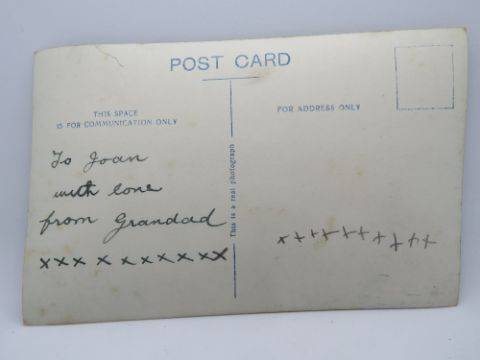 POST CARD
THIS SPACE
IS FOR COMMUNICATION ONLY
FOR ADDRESS ONLY
This is a real photograph
To Joan
with love
from Grandad
xxx x x x x x x x x
x x x x x x x x x x x